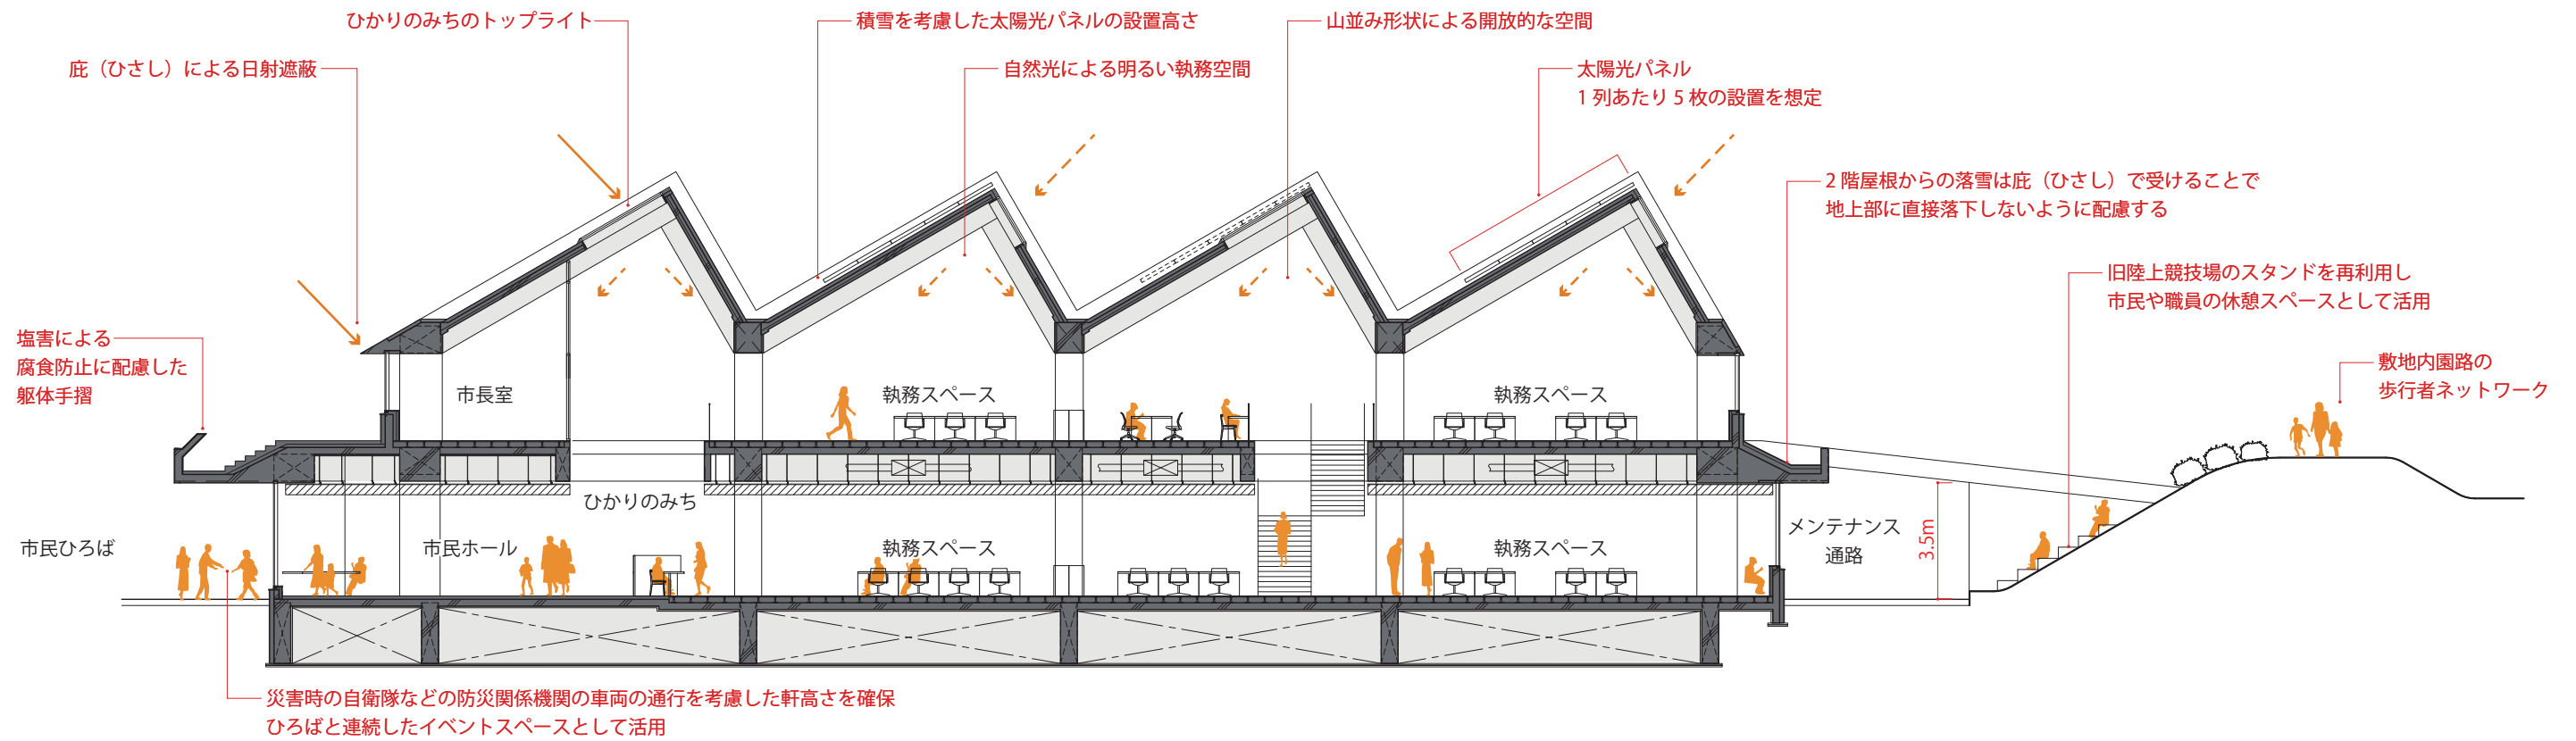 ひかりのみちのトップライト
積雪を考慮した太陽光パネルの設置高さ
山並み形状による開放的な空間
庇（ひさし）による日射遮蔽
自然光による明るい執務空間
太陽光パネル
1 列あたり 5 枚の設置を想定
2 階屋根からの落雪は庇（ひさし）で受けることで
地上部に直接落下しないように配慮する
旧陸上競技場のスタンドを再利用し
市民や職員の休憩スペースとして活用
塩害による
腐食防止に配慮した
躯体手摺
敷地内園路の
歩行者ネットワーク
市長室
執務スペース
執務スペース
ひかりのみち
市民ひろば
市民ホール
執務スペース
執務スペース
メンテナンス
通路
3.5m
災害時の自衛隊などの防災関係機関の車両の通行を考慮した軒高さを確保
ひろばと連続したイベントスペースとして活用